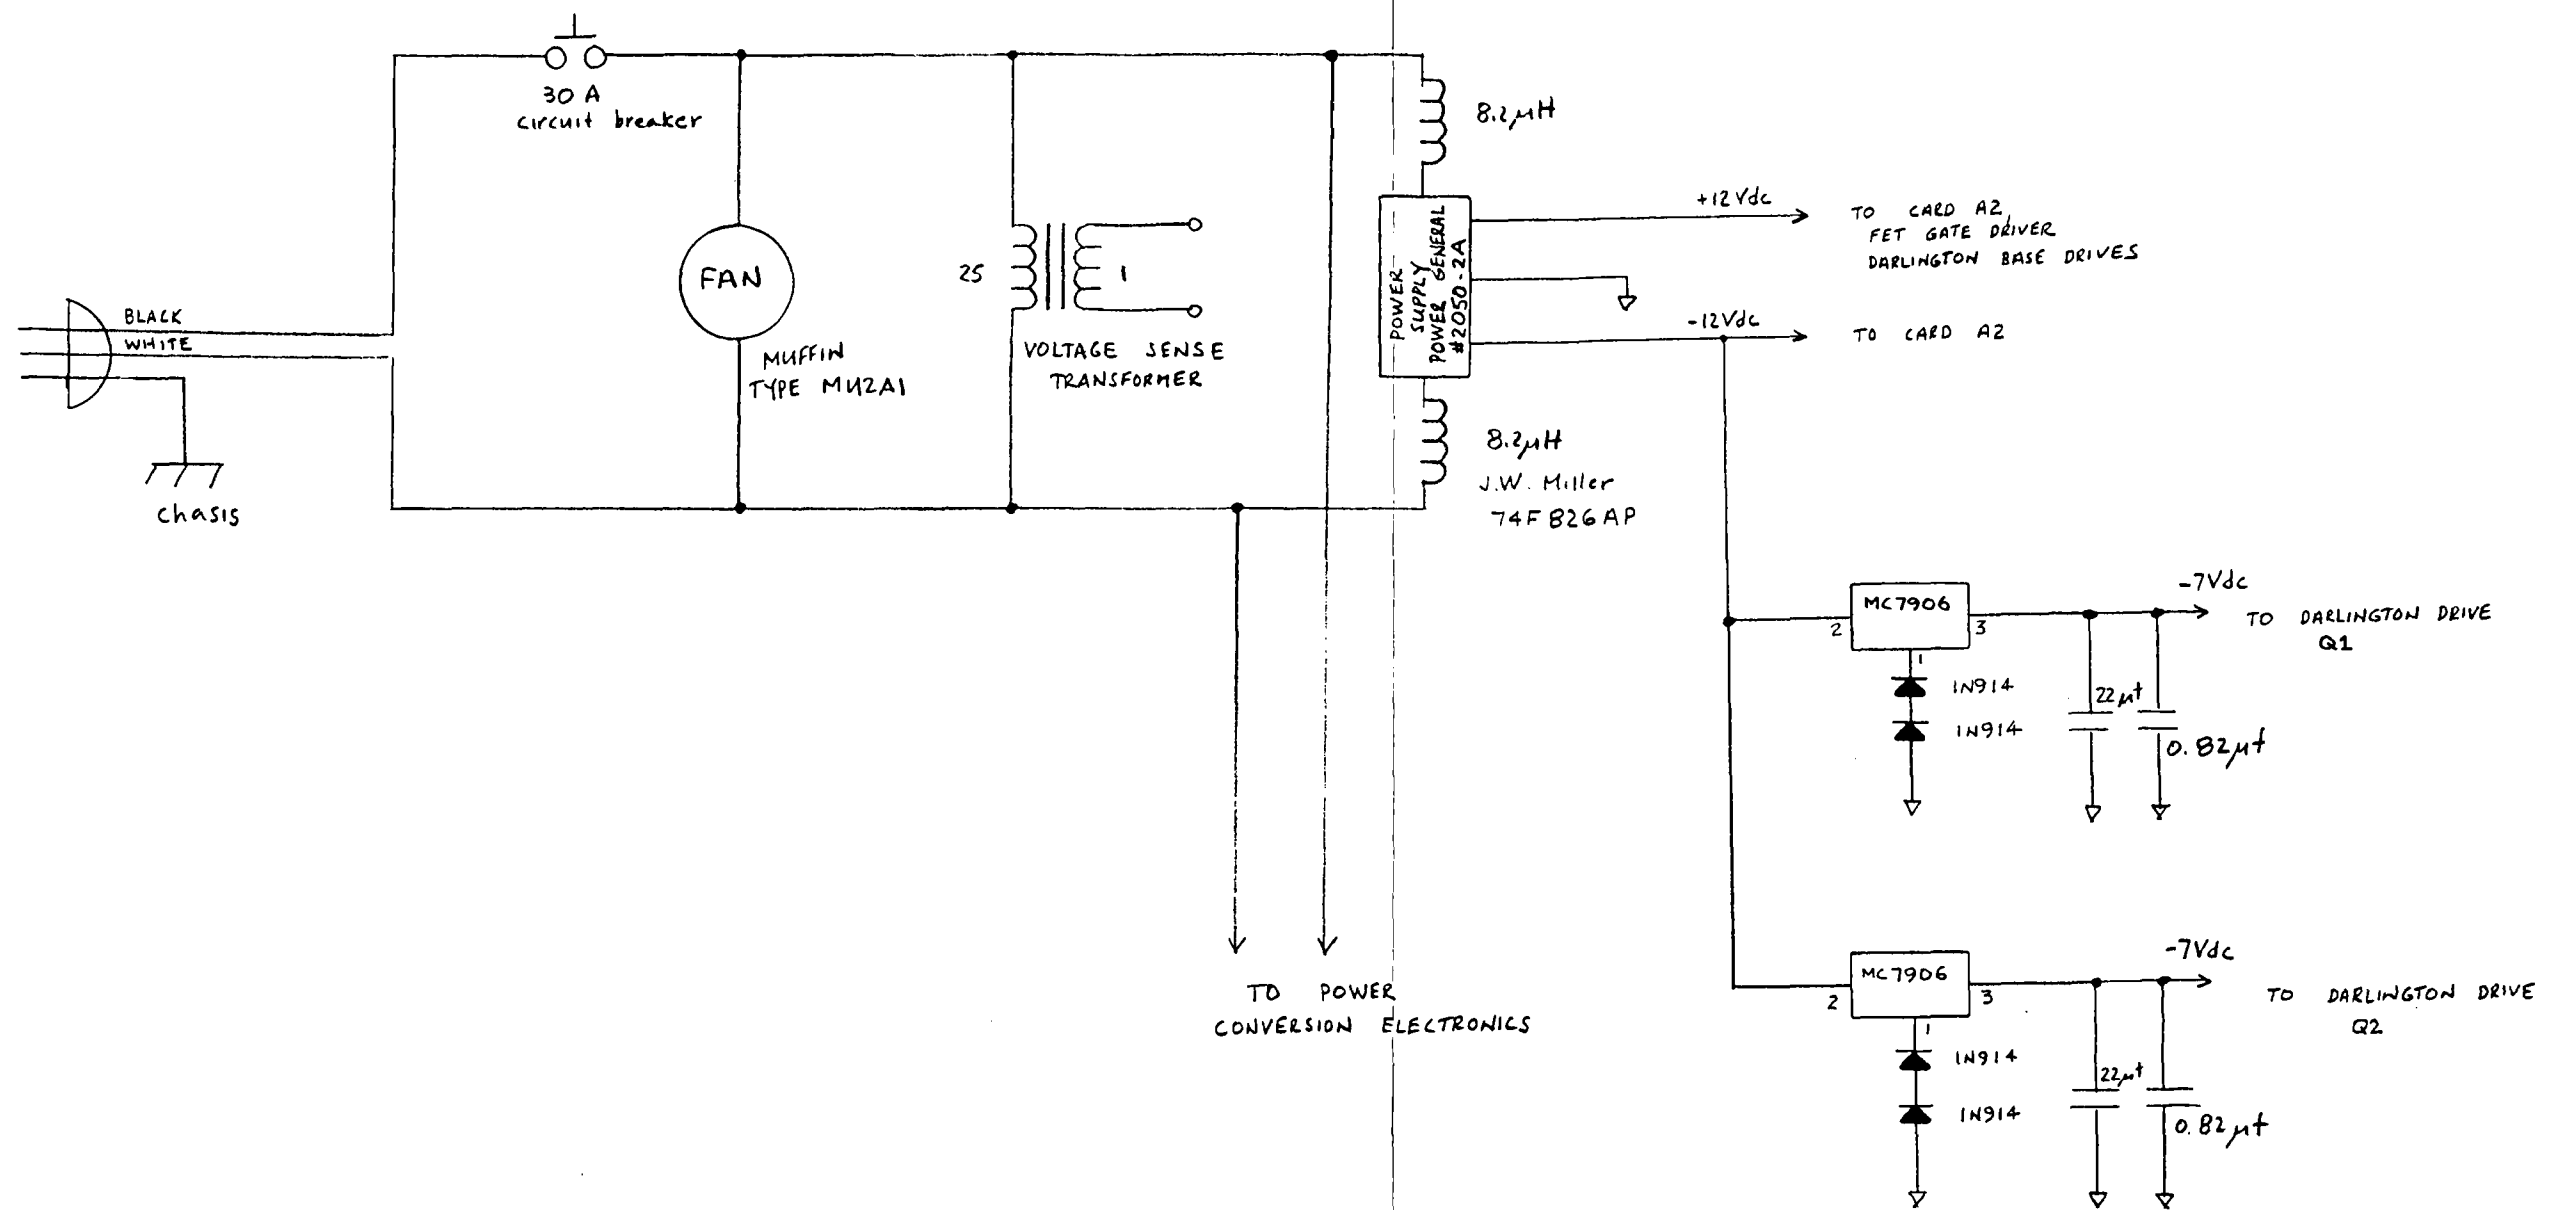 30 A
circuit breaker
BLACK
WHITE
chasis
FAN
MUFFIN
TYPE MU2A1
25
1
VOLTAGE SENSE
TRANSFORMER
8.2μH
POWER
SUPPLY
POWER GENERAL
#2050-2A
+12Vdc
TO CARD A2,
FET GATE DRIVER
DARLINGTON BASE DRIVES
-12Vdc
TO CARD A2
8.2μH
J.W. Miller
74F826AP
TO POWER
CONVERSION ELECTRONICS
MC7906
2
3
1
1N914
1N914
22μf
0.82μf
-7Vdc
TO DARLINGTON DRIVE
Q1
MC7906
2
3
1
1N914
1N914
22μf
0.82μf
-7Vdc
TO DARLINGTON DRIVE
Q2